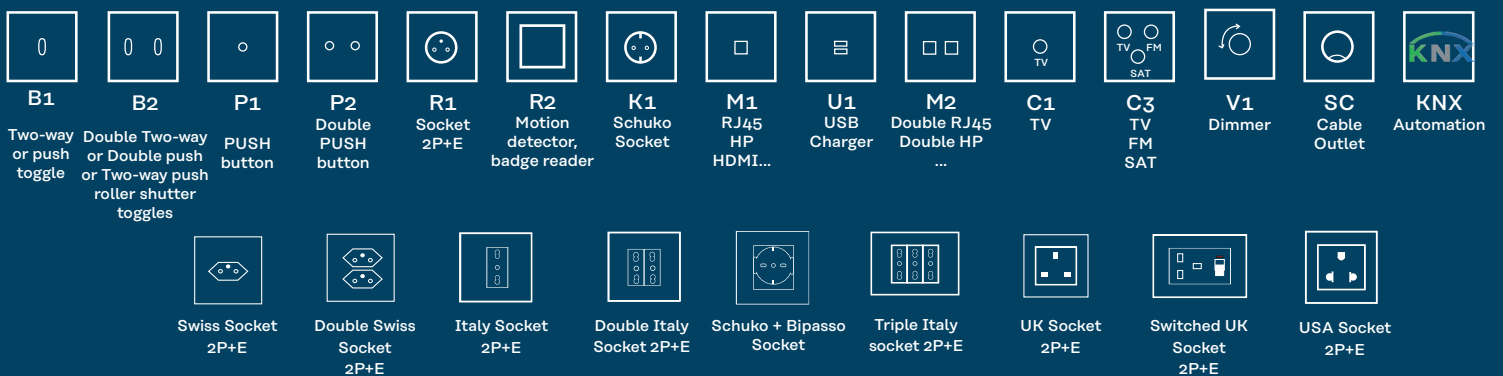 TV
TV FM
SAT
KNX
B1
Two-way
or push
toggle
B2
Double Two-way
or Double push
or Two-way push
roller shutter
toggles
P1
PUSH
button
P2
Double
PUSH
button
R1
Socket
2P+E
R2
Motion
detector,
badge reader
K1
Schuko
Socket
M1
RJ45
HP
HDMI...
U1
USB
Charger
M2
Double RJ45
Double HP
...
C1
TV
C3
TV
FM
SAT
V1
Dimmer
SC
Cable
Outlet
KNX
Automation
Swiss Socket
2P+E
Double Swiss
Socket
2P+E
Italy Socket
2P+E
Double Italy
Socket 2P+E
Schuko + Bipasso
Socket
Triple Italy
socket 2P+E
UK Socket
2P+E
Switched UK
Socket
2P+E
USA Socket
2P+E